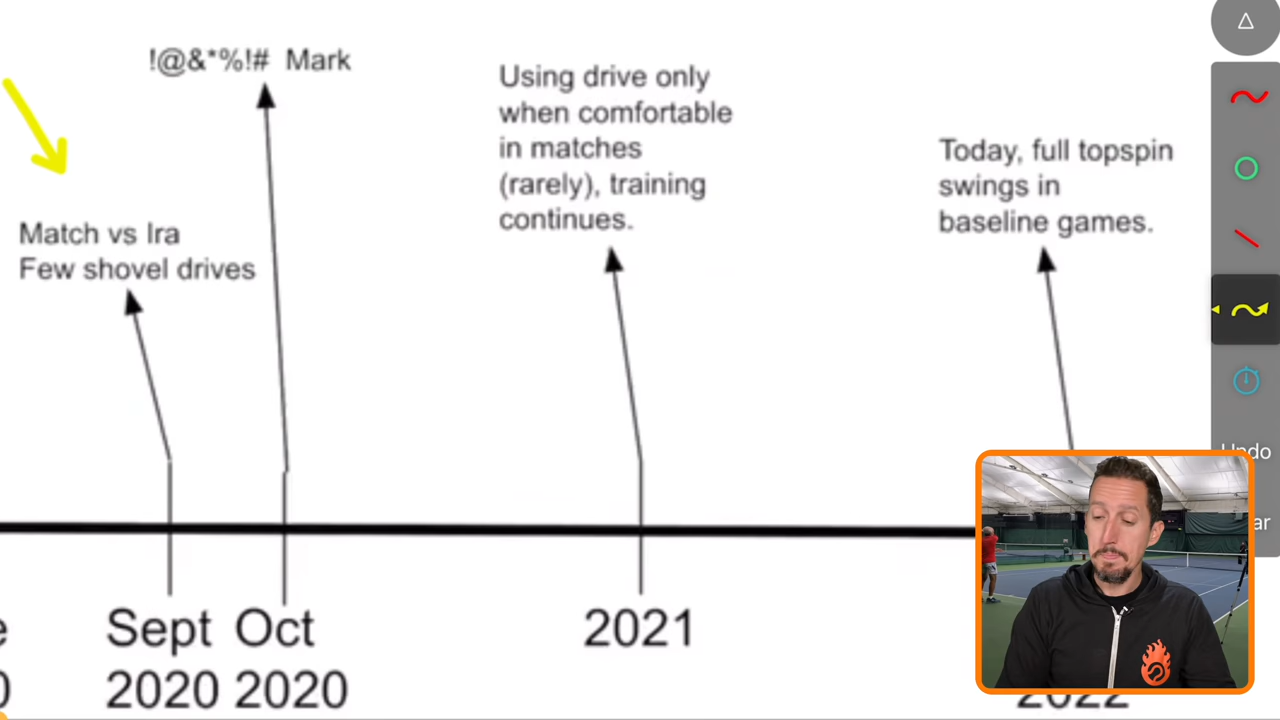 !@&*%!# Mark
Using drive only
when comfortable
in matches
(rarely), training
continues.
Today, full topspin
swings in
baseline games.
Match vs Ira
Few shovel drives
Sept
2020
Oct
2020
2021
2022